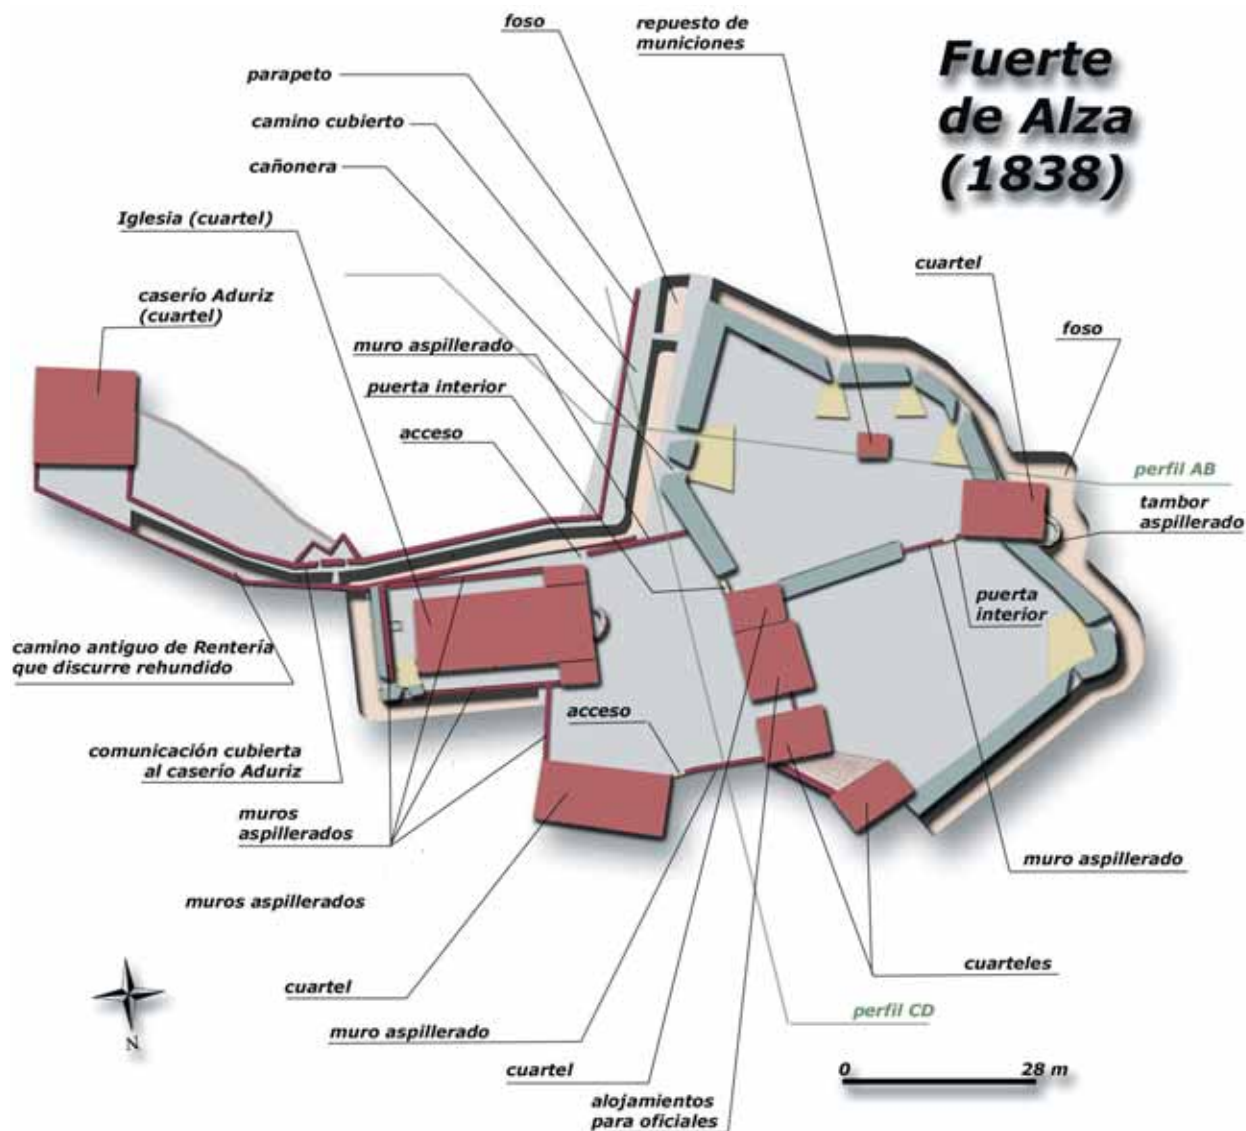 Fuerte
de Alza
(1838)
foso
repuesto de
municiones
parapeto
camino cubierto
cañonera
Iglesia (cuartel)
cuartel
caserío Aduriz
(cuartel)
foso
muro aspillerado
puerta interior
acceso
perfil AB
tambor
aspillerado
puerta
interior
camino antiguo de Rentería
que discurre rehundido
acceso
comunicación cubierta
al caserío Aduriz
muros
aspillerados
muro aspillerado
muros aspillerados
cuarteles
cuartel
perfil CD
muro aspillerado
cuartel
alojamientos
para oficiales
N
0 28 m